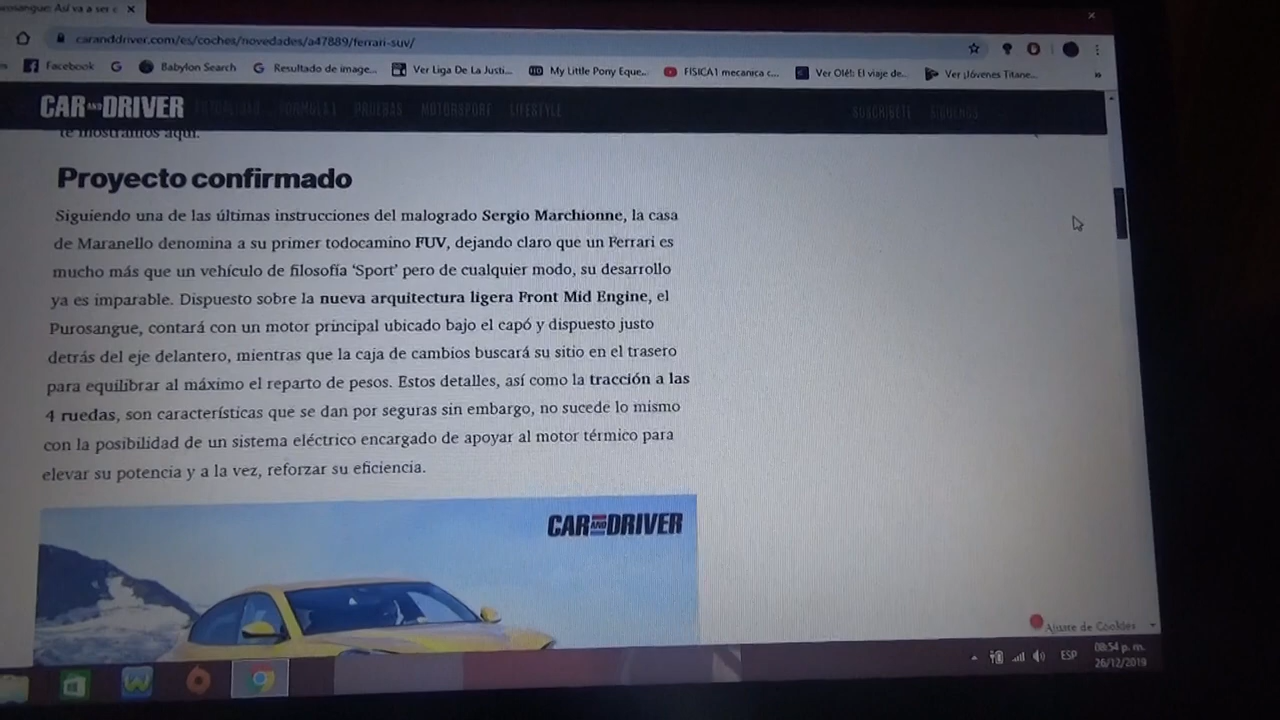 Así va a ser
caranddriver.com/es/coches/novedades/a47889/ferrari-suv/
Facebook
Babylon Search
Resultado de image...
Ver Liga De La Justi...
My Little Pony Eque...
FISICA1 mecanica c...
Ver Olé!: El viaje de...
Ver ¡Jóvenes Titane...
CAR AND DRIVER
FORMULA 1
PRUEBAS
MOTORSPORT
LIFESTYLE
SUSCRÍBETE
SÍGUENOS
te mostramos aquí.
Proyecto confirmado
Siguiendo una de las últimas instrucciones del malogrado Sergio Marchionne, la casa
de Maranello denomina a su primer todocamino FUV, dejando claro que un Ferrari es
mucho más que un vehículo de filosofía ‘Sport’ pero de cualquier modo, su desarrollo
ya es imparable. Dispuesto sobre la nueva arquitectura ligera Front Mid Engine, el
Purosangue, contará con un motor principal ubicado bajo el capó y dispuesto justo
detrás del eje delantero, mientras que la caja de cambios buscará su sitio en el trasero
para equilibrar al máximo el reparto de pesos. Estos detalles, así como la tracción a las
4 ruedas, son características que se dan por seguras sin embargo, no sucede lo mismo
con la posibilidad de un sistema eléctrico encargado de apoyar al motor térmico para
elevar su potencia y a la vez, reforzar su eficiencia.
CAR AND DRIVER
Ajuste de Cookies
ESP
08:54 p. m.
26/12/2019